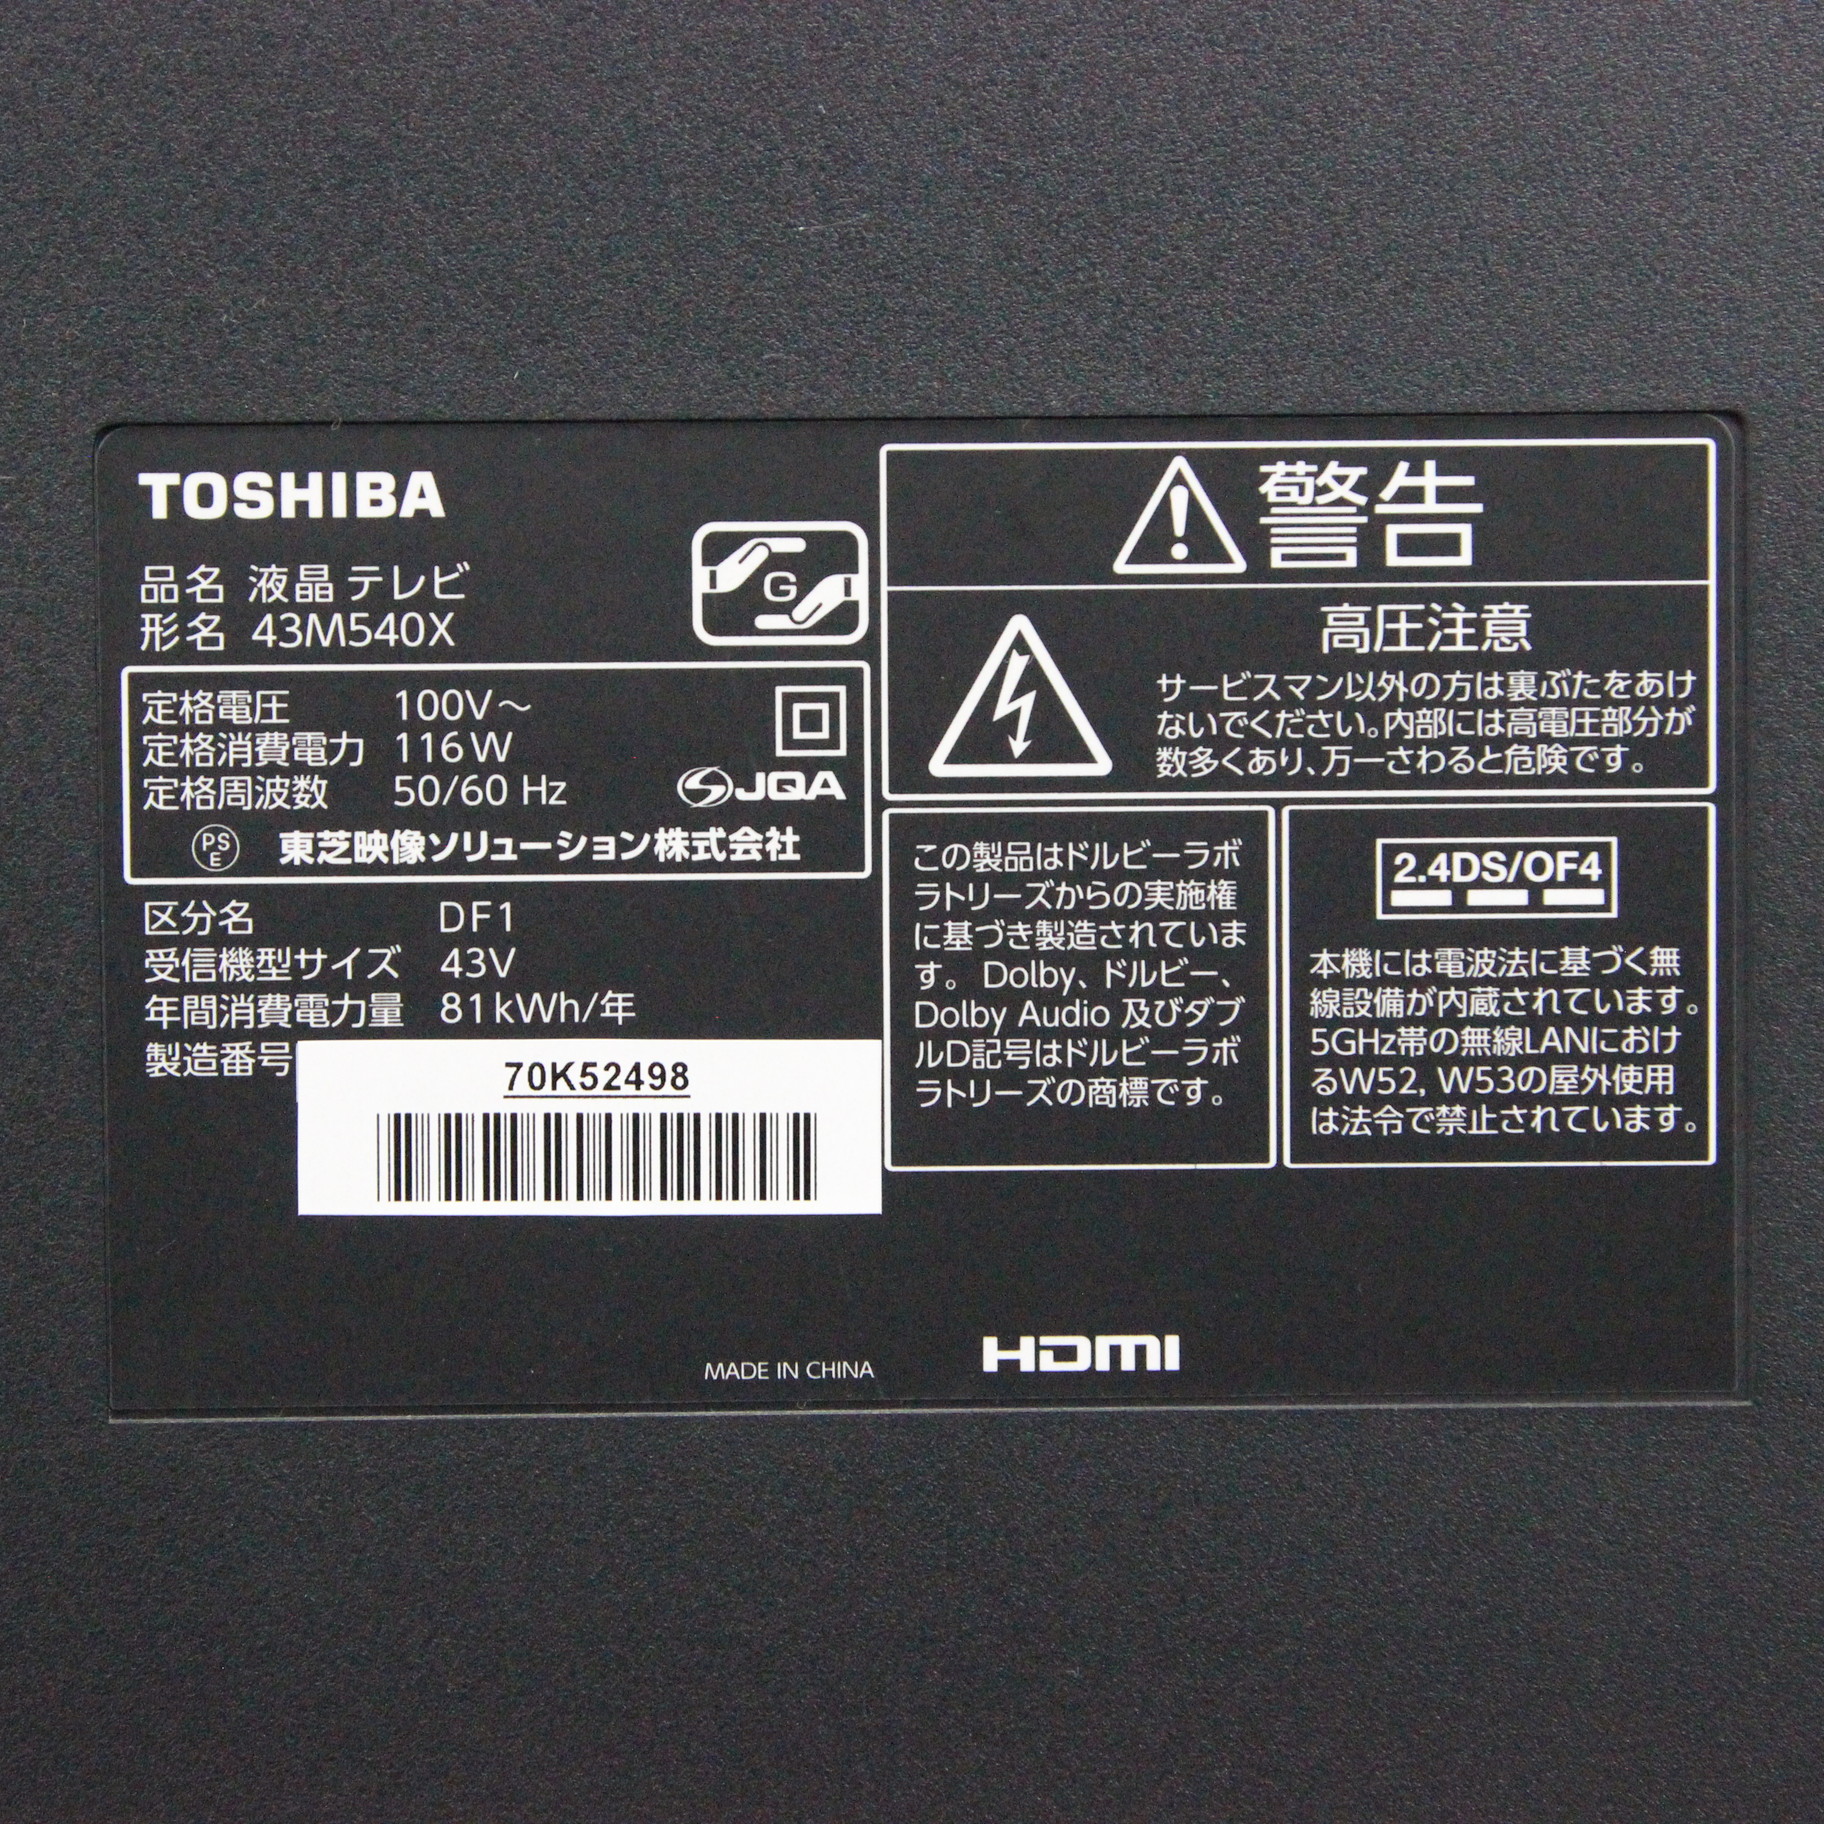 TOSHIBA
品名 液晶テレビ
形名 43M540X
G
定格電圧 100V～
定格消費電力 116W
定格周波数 50/60 Hz
JQA
PS
E
東芝映像ソリューション株式会社
区分名 DF1
受信機型サイズ 43V
年間消費電力量 81kWh/年
製造番号
70K52498
警告
高圧注意
サービスマン以外の方は裏ぶたをあけ
ないでください。内部には高電圧部分が
数多くあり、万一さわると危険です。
この製品はドルビーラボ
ラトリーズからの実施権
に基づき製造されていま
す。Dolby、ドルビー、
Dolby Audio 及びダブ
ルD記号はドルビーラボ
ラトリーズの商標です。
2.4DS/OF4
本機には電波法に基づく無
線設備が内蔵されています。
5GHz帯の無線LANにおけ
るW52, W53の屋外使用
は法令で禁止されています。
MADE IN CHINA
HDMI